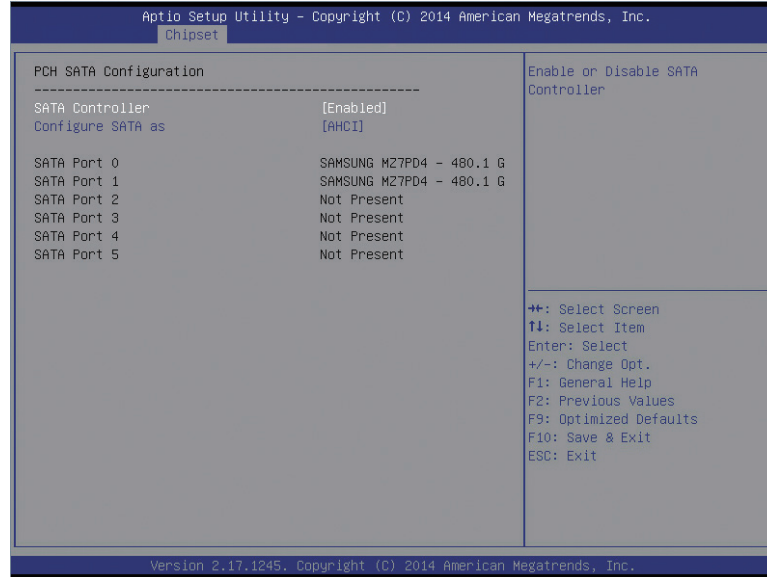 Aptio Setup Utility – Copyright (C) 2014 American Megatrends, Inc.
Chipset
PCH SATA Configuration
------------------------------------------------
SATA Controller [Enabled]
Configure SATA as [AHCI]
SATA Port 0 SAMSUNG MZ7PD4 - 480.1 G
SATA Port 1 SAMSUNG MZ7PD4 - 480.1 G
SATA Port 2 Not Present
SATA Port 3 Not Present
SATA Port 4 Not Present
SATA Port 5 Not Present
Enable or Disable SATA
Controller
→←: Select Screen
↑↓: Select Item
Enter: Select
+/-: Change Opt.
F1: General Help
F2: Previous Values
F9: Optimized Defaults
F10: Save & Exit
ESC: Exit
Version 2.17.1245. Copyright (C) 2014 American Megatrends, Inc.